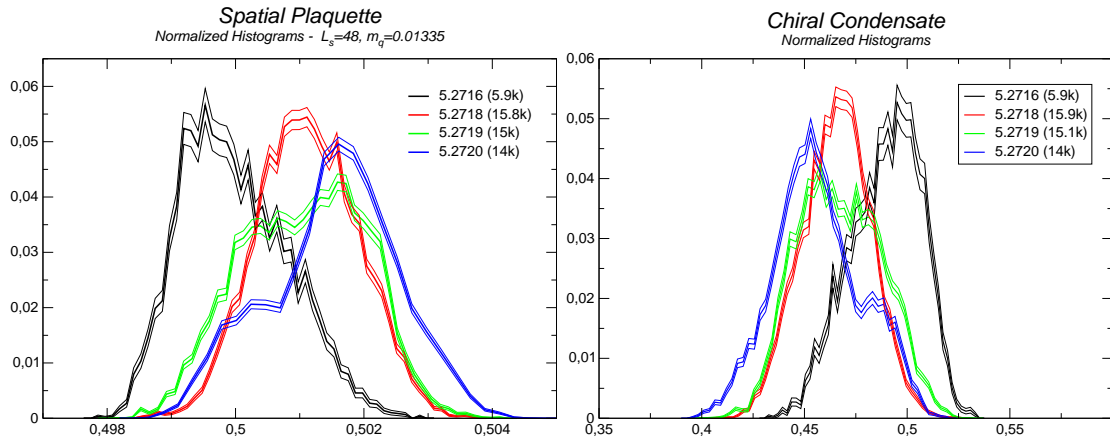 Spatial Plaquette
Normalized Histograms - L_s=48, m_q=0.01335
0,06
0,05
0,04
0,03
0,02
0,01
0
0,498
0,5
0,502
0,504
5.2716 (5.9k)
5.2718 (15.8k)
5.2719 (15k)
5.2720 (14k)
Chiral Condensate
Normalized Histograms
0,06
0,05
0,04
0,03
0,02
0,01
0
0,35
0,4
0,45
0,5
0,55
5.2716 (5.9k)
5.2718 (15.9k)
5.2719 (15.1k)
5.2720 (14k)